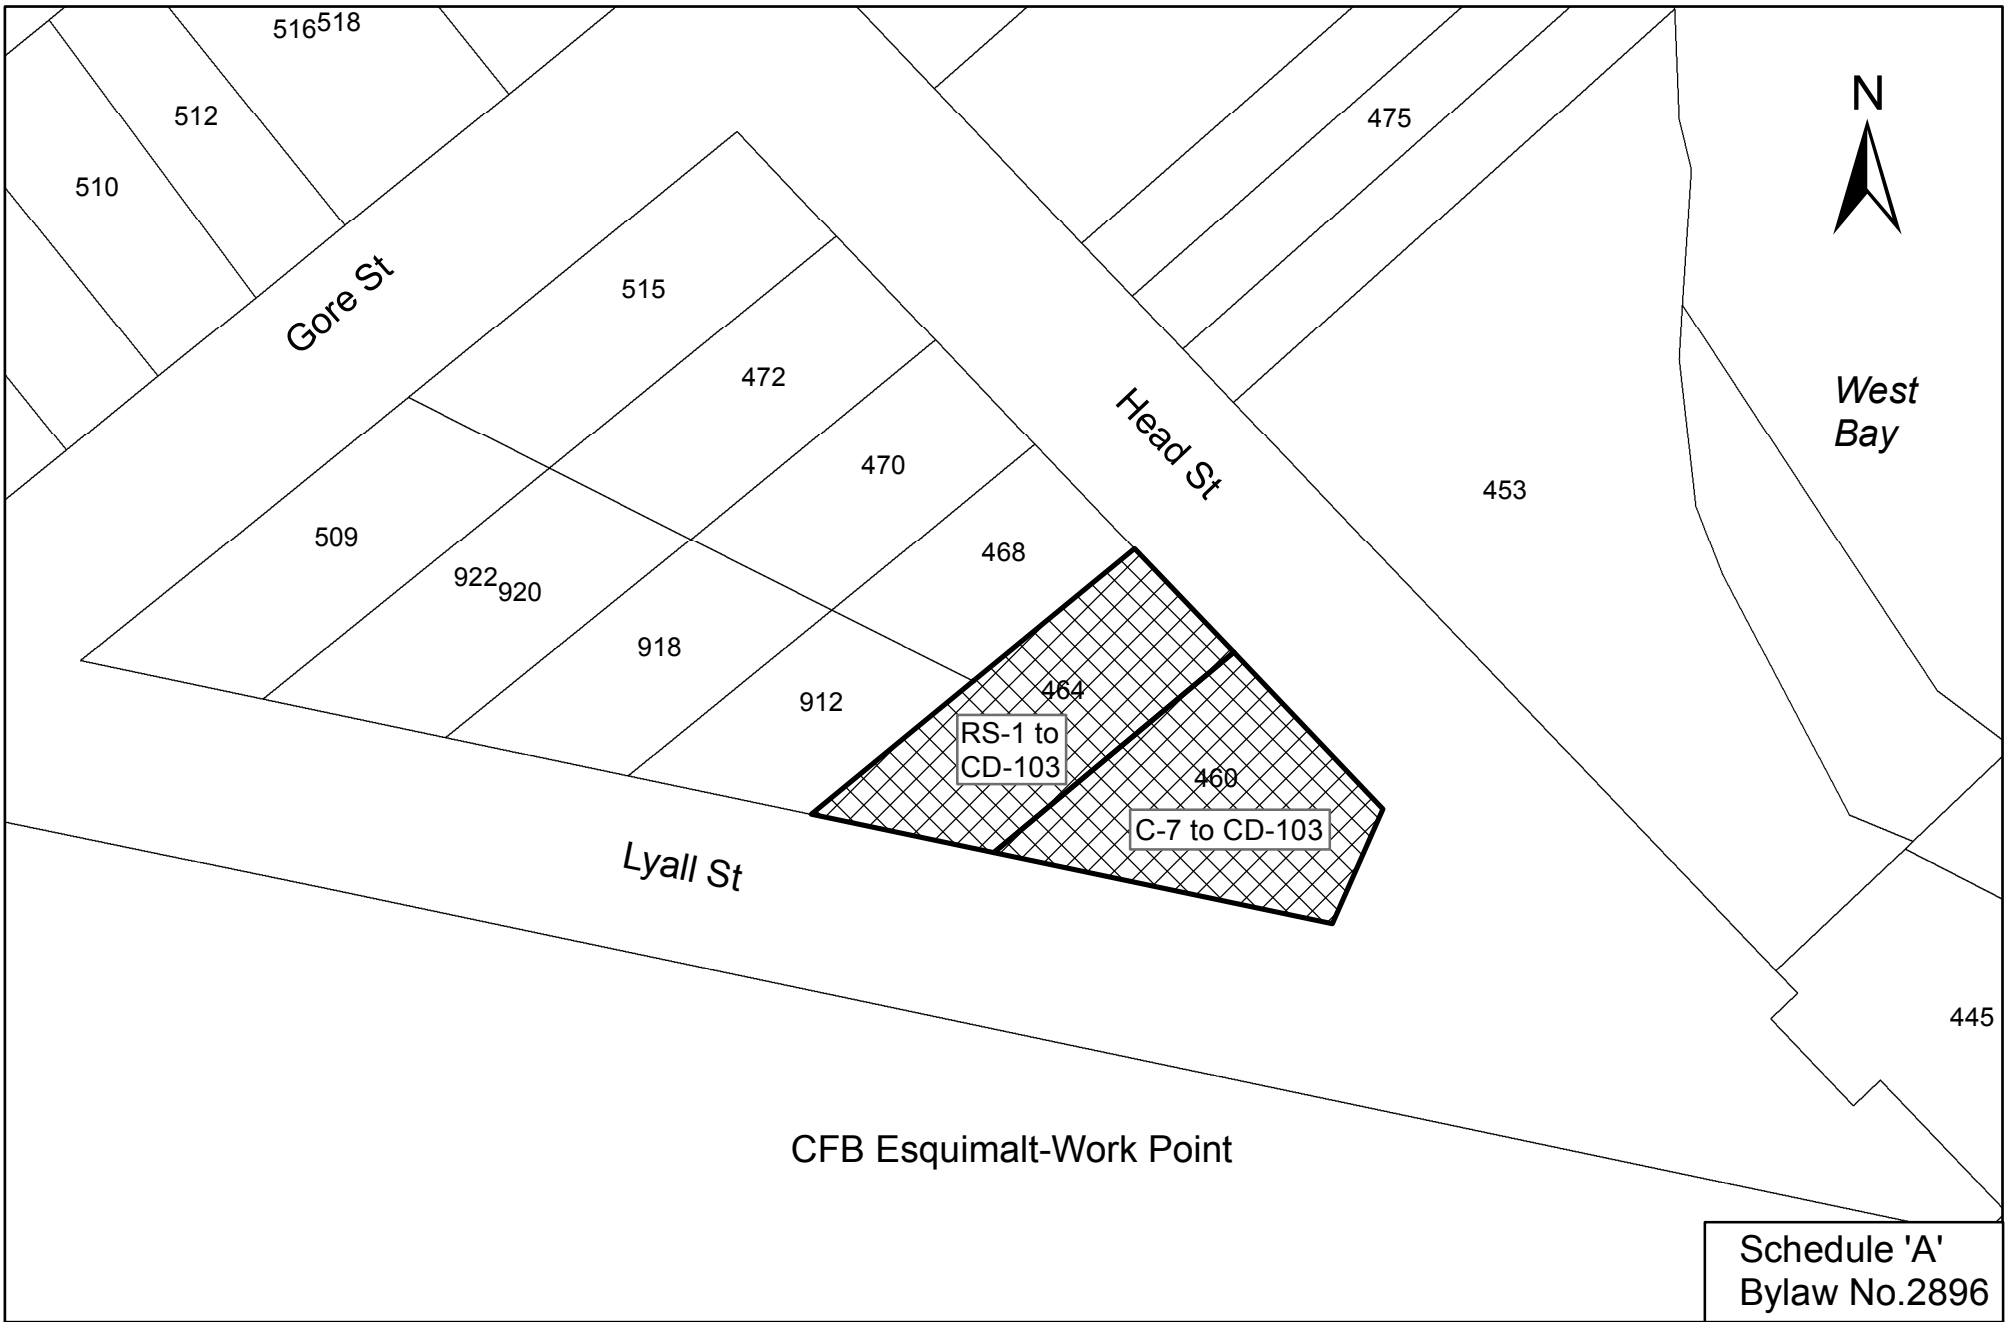 516 518
N
512
475
510
Gore St
515
472
West
Bay
Head St
470
453
509
468
922 920
918
464
912
RS-1 to
CD-103
460
C-7 to CD-103
Lyall St
445
CFB Esquimalt-Work Point
Schedule 'A'
Bylaw No.2896